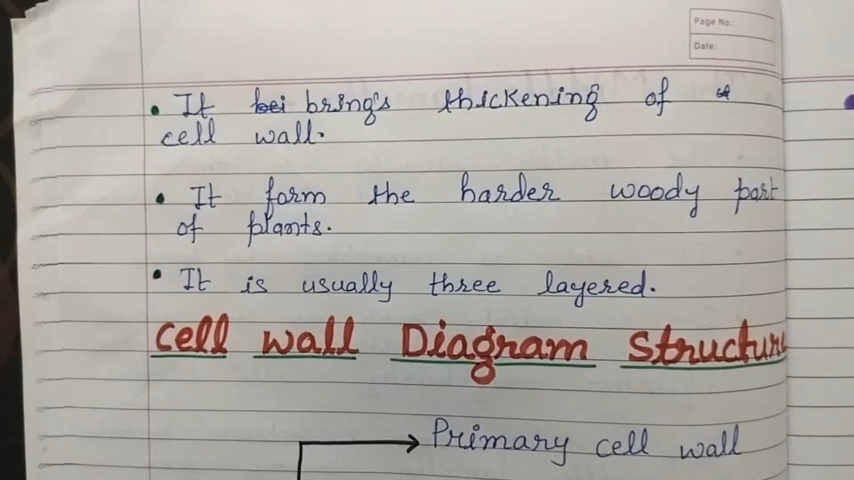 Page No.:
Date:
• It bring's thickening of
cell wall.
• It form the harder woody part
of plants.
• It is usually three layered.
Cell wall Diagram Structure
Primary cell wall